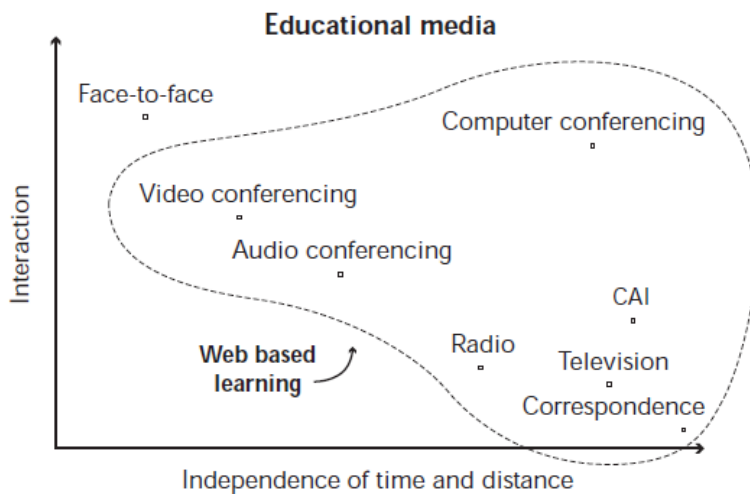 Educational media
Face-to-face
Computer conferencing
Video conferencing
Audio conferencing
Interaction
CAI
Radio
Web based
learning
Television
Correspondence
Independence of time and distance